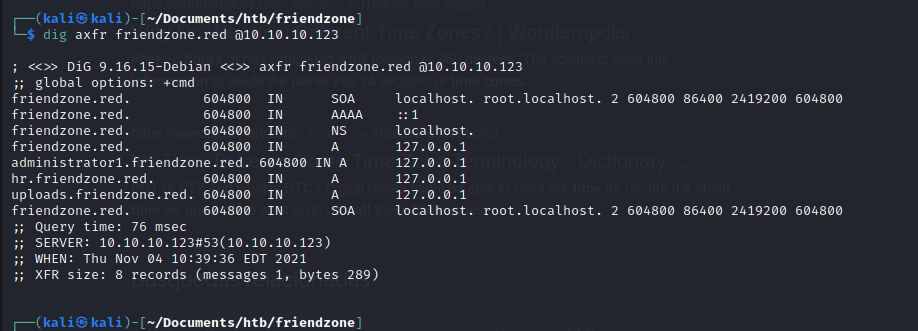 ┌──(kali㉿kali)-[~/Documents/htb/friendzone]
└─$ dig axfr friendzone.red @10.10.10.123
; <<>> DiG 9.16.15-Debian <<>> axfr friendzone.red @10.10.10.123
;; global options: +cmd
friendzone.red. 604800 IN SOA localhost. root.localhost. 2 604800 86400 2419200 604800
friendzone.red. 604800 IN AAAA ::1
friendzone.red. 604800 IN NS localhost.
friendzone.red. 604800 IN A 127.0.0.1
administrator1.friendzone.red. 604800 IN A 127.0.0.1
hr.friendzone.red. 604800 IN A 127.0.0.1
uploads.friendzone.red. 604800 IN A 127.0.0.1
friendzone.red. 604800 IN SOA localhost. root.localhost. 2 604800 86400 2419200 604800
;; Query time: 76 msec
;; SERVER: 10.10.10.123#53(10.10.10.123)
;; WHEN: Thu Nov 04 10:39:36 EDT 2021
;; XFR size: 8 records (messages 1, bytes 289)
┌──(kali㉿kali)-[~/Documents/htb/friendzone]